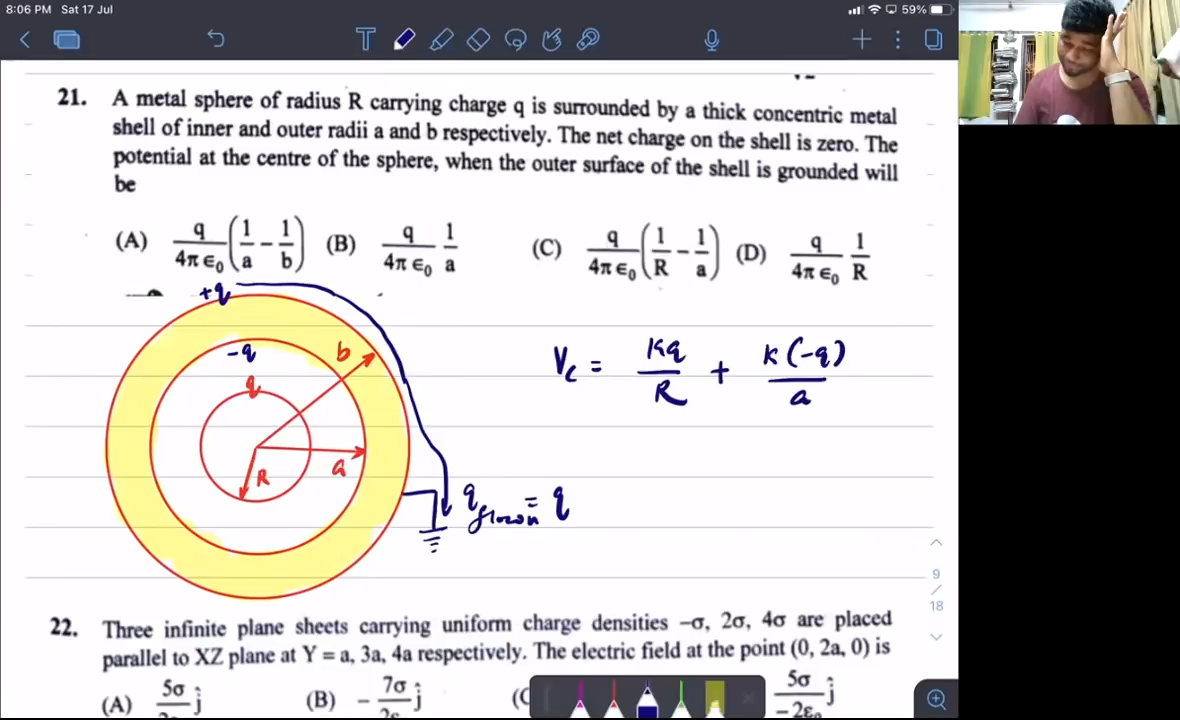 8:06 PM Sat 17 Jul 59%
21. A metal sphere of radius R carrying charge q is surrounded by a thick concentric metal
shell of inner and outer radii a and b respectively. The net charge on the shell is zero. The
potential at the centre of the sphere, when the outer surface of the shell is grounded will
be
(A) q/4π∈₀ (1/a − 1/b) (B) q/4π∈₀ 1/a (C) q/4π∈₀ (1/R − 1/a) (D) q/4π∈₀ 1/R
+q
-q
b
q
a
R
V_c = Kq/R + K(-q)/a
q flown = q
9
/
18
22. Three infinite plane sheets carrying uniform charge densities −σ, 2σ, 4σ are placed
parallel to XZ plane at Y = a, 3a, 4a respectively. The electric field at the point (0, 2a, 0) is
(A) 5σ ĵ (B) − 7σ ĵ (C 5σ/−2ε₀ ĵ